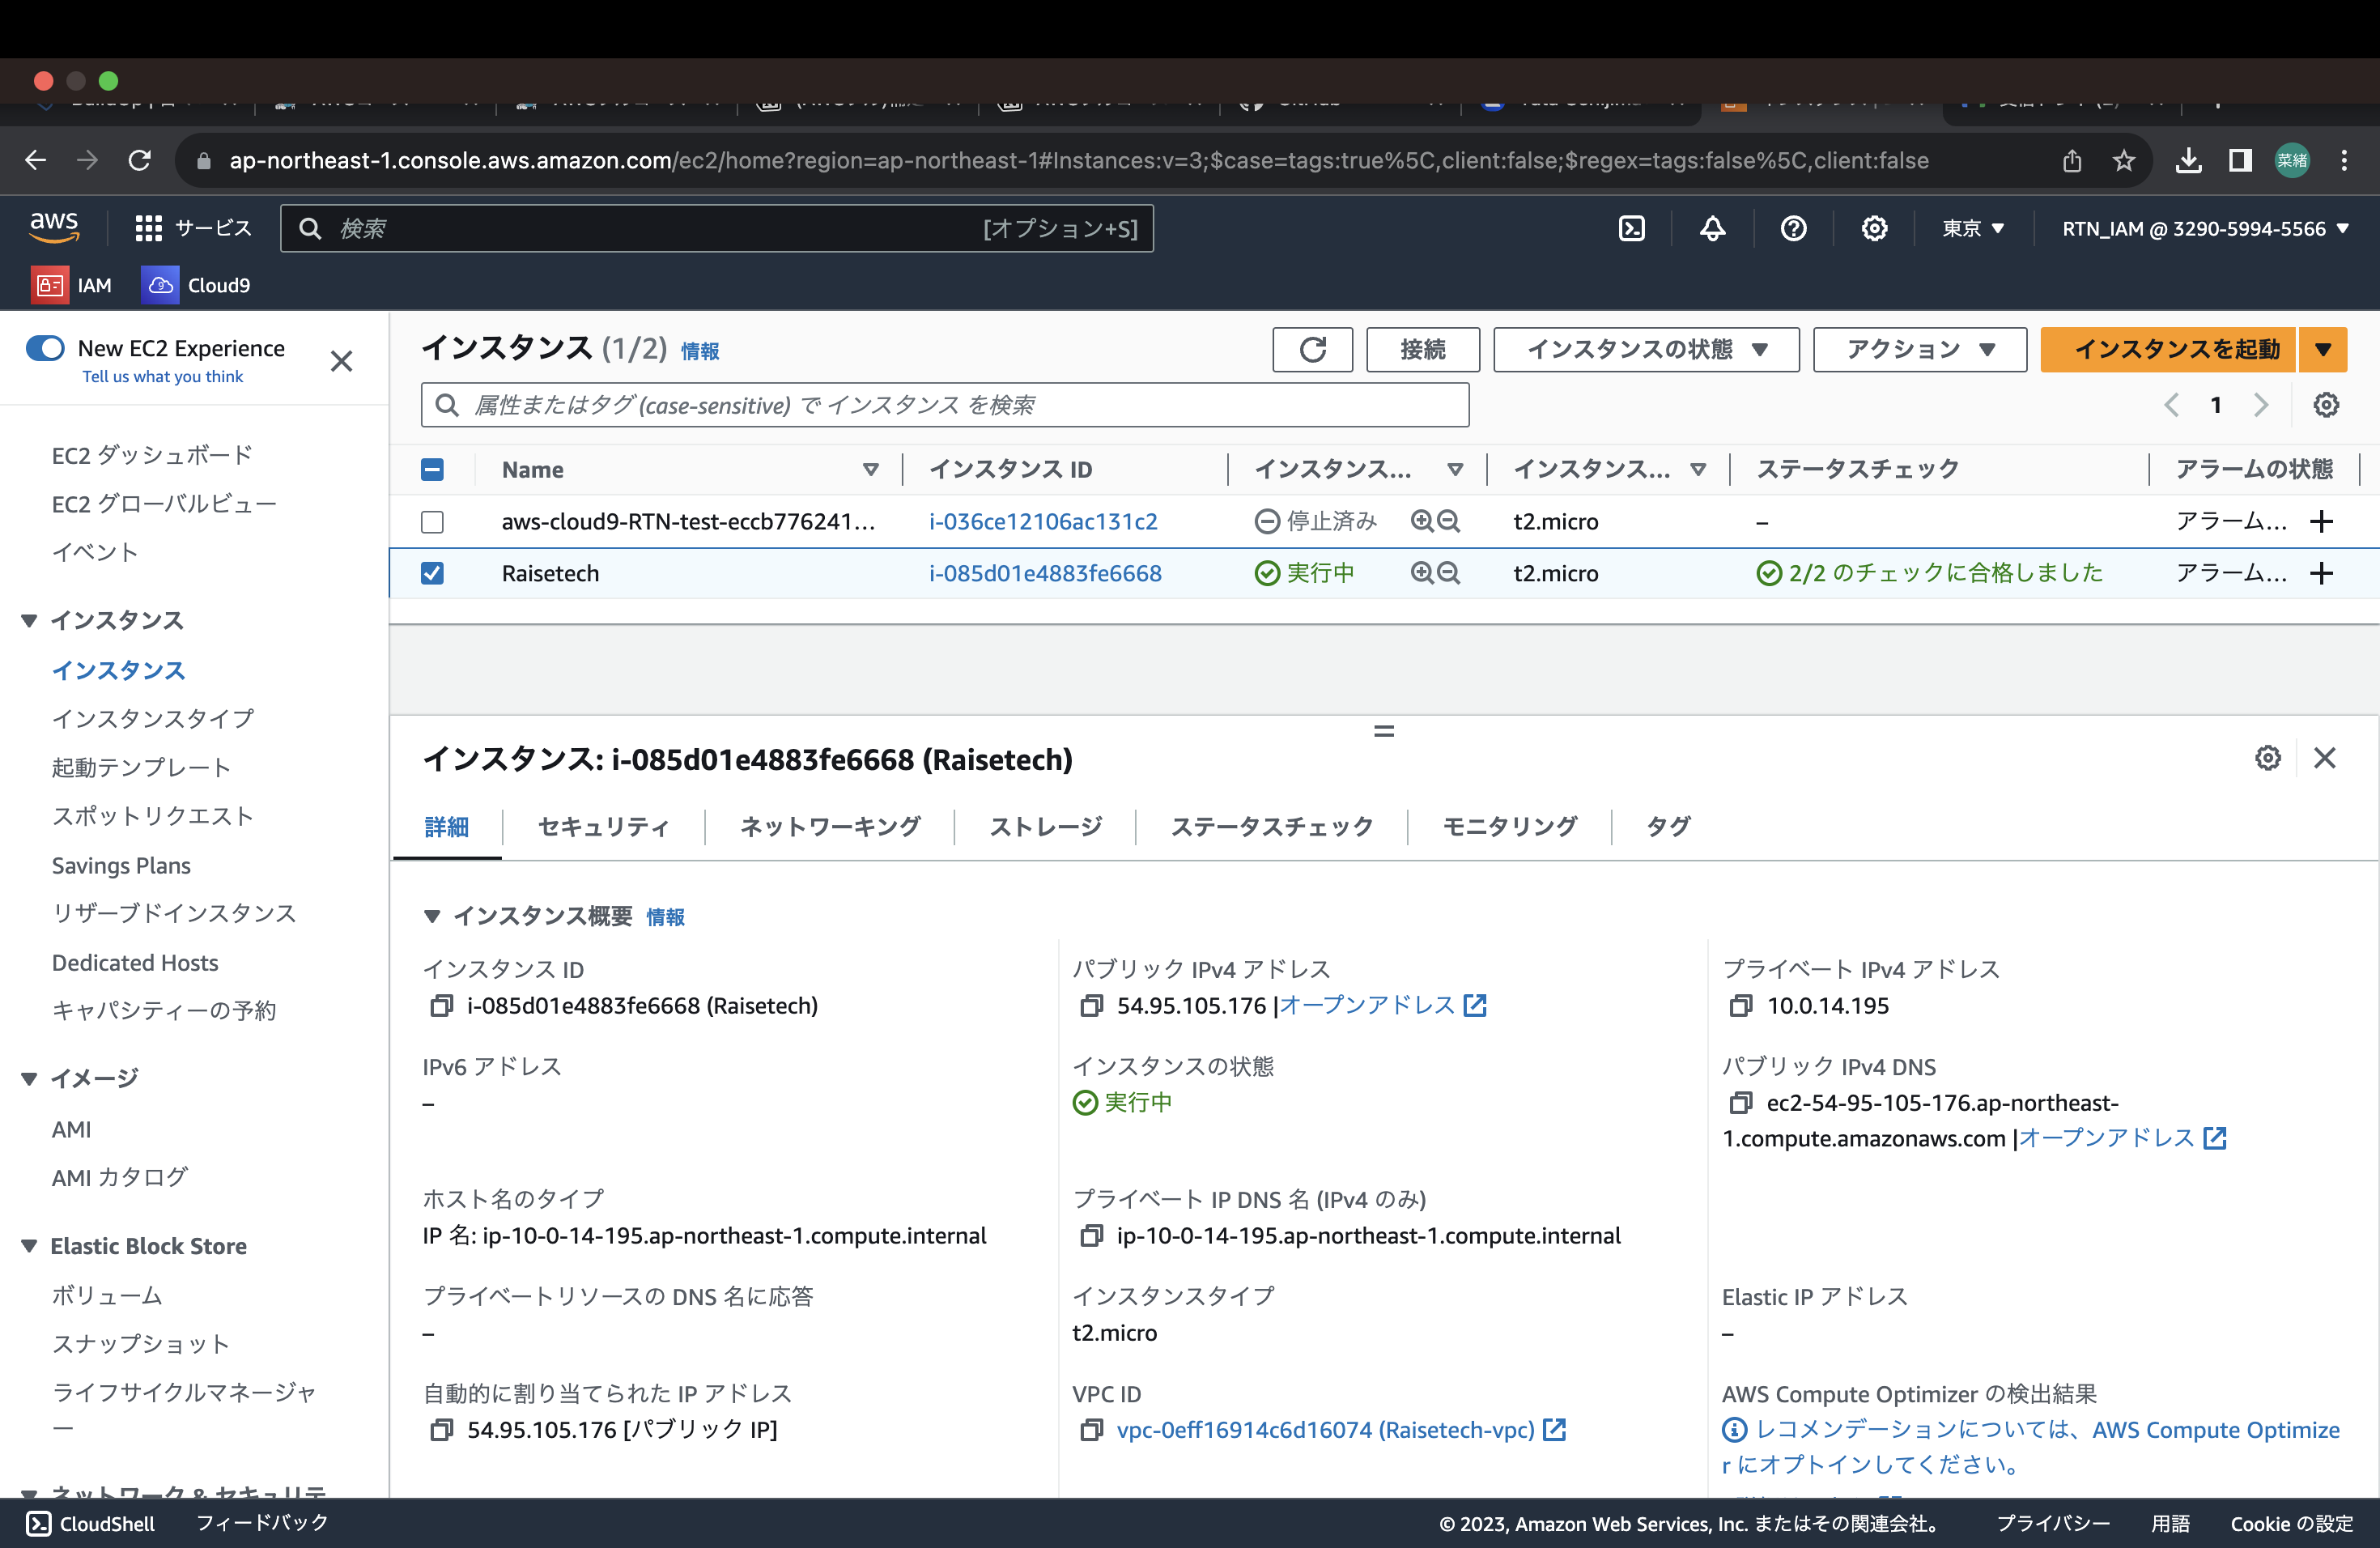 ap-northeast-1.console.aws.amazon.com/ec2/home?region=ap-northeast-1#Instances:v=3;$case=tags:true%5C,client:false;$regex=tags:false%5C,client:false
菜緒
aws
サービス
検索
[オプション+S]
東京
RTN_IAM @ 3290-5994-5566
IAM
Cloud9
New EC2 Experience
Tell us what you think
EC2 ダッシュボード
EC2 グローバルビュー
イベント
インスタンス
インスタンス
インスタンスタイプ
起動テンプレート
スポットリクエスト
Savings Plans
リザーブドインスタンス
Dedicated Hosts
キャパシティーの予約
イメージ
AMI
AMI カタログ
Elastic Block Store
ボリューム
スナップショット
ライフサイクルマネージャ
ー
ネットワーク & セキュリテ
インスタンス (1/2) 情報
接続
インスタンスの状態
アクション
インスタンスを起動
属性またはタグ (case-sensitive) で インスタンス を検索
1
Name インスタンス ID インスタンス... インスタンス... ステータスチェック アラームの状態
aws-cloud9-RTN-test-eccb776241... i-036ce12106ac131c2 停止済み t2.micro – アラーム... +
Raisetech i-085d01e4883fe6668 実行中 t2.micro 2/2 のチェックに合格しました アラーム... +
インスタンス: i-085d01e4883fe6668 (Raisetech)
詳細 セキュリティ ネットワーキング ストレージ ステータスチェック モニタリング タグ
インスタンス概要 情報
インスタンス ID
i-085d01e4883fe6668 (Raisetech)
パブリック IPv4 アドレス
54.95.105.176 |オープンアドレス
プライベート IPv4 アドレス
10.0.14.195
IPv6 アドレス
–
インスタンスの状態
実行中
パブリック IPv4 DNS
ec2-54-95-105-176.ap-northeast-
1.compute.amazonaws.com |オープンアドレス
ホスト名のタイプ
IP 名: ip-10-0-14-195.ap-northeast-1.compute.internal
プライベート IP DNS 名 (IPv4 のみ)
ip-10-0-14-195.ap-northeast-1.compute.internal
プライベートリソースの DNS 名に応答
–
インスタンスタイプ
t2.micro
Elastic IP アドレス
–
自動的に割り当てられた IP アドレス
54.95.105.176 [パブリック IP]
VPC ID
vpc-0eff16914c6d16074 (Raisetech-vpc)
AWS Compute Optimizer の検出結果
レコメンデーションについては、AWS Compute Optimize
r にオプトインしてください。
CloudShell
フィードバック
© 2023, Amazon Web Services, Inc. またはその関連会社。
プライバシー
用語
Cookie の設定